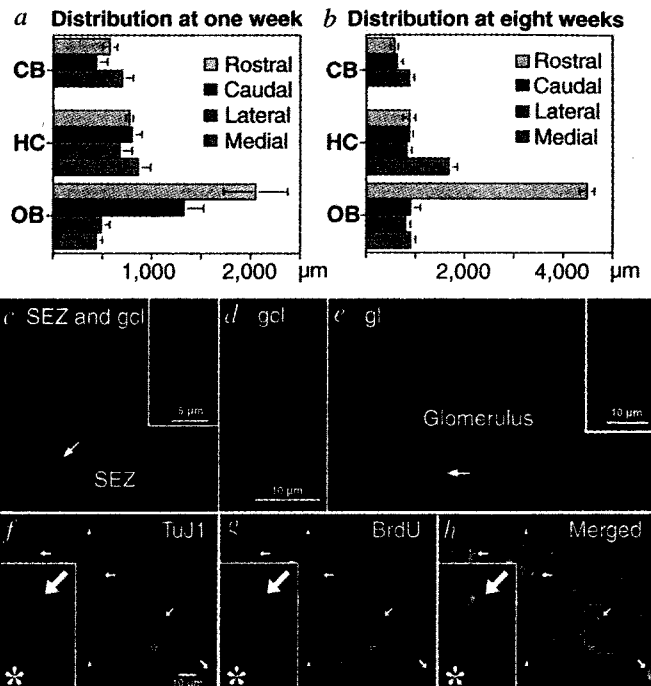 a Distribution at one week
CB
HC
OB
Rostral
Caudal
Lateral
Medial
1,000
2,000
µm
b Distribution at eight weeks
CB
HC
OB
Rostral
Caudal
Lateral
Medial
2,000
4,000
µm
c SEZ and gcl
5 µm
SEZ
d gcl
10 µm
e gl
10 µm
Glomerulus
f TuJ1
*
10 µm
g BrdU
*
h Merged
*